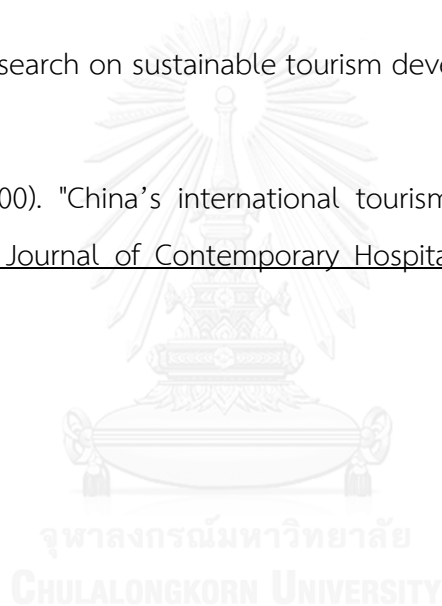 search on sustainable tourism deve
00). "China's international tourism
Journal of Contemporary Hospita
จุฬาลงกรณ์มหาวิทยาลัย
CHULALONGKORN UNIVERSITY